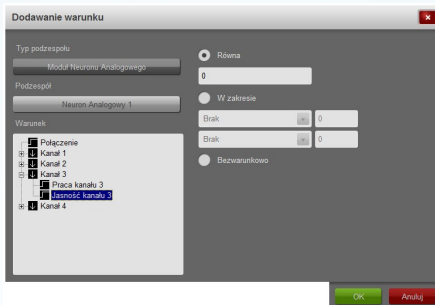 Dodawanie warunku
Typ podzespołu
Moduł Neuronu Analogowego
Podzespół
Neuron Analogowy 1
Warunek
Połączenie
Kanał 1
Kanał 2
Kanał 3
Praca kanału 3
Jasność kanału 3
Kanał 4
Równa
0
W zakresie
Brak 0
Brak 0
Bezwarunkowo
OK Anuluj